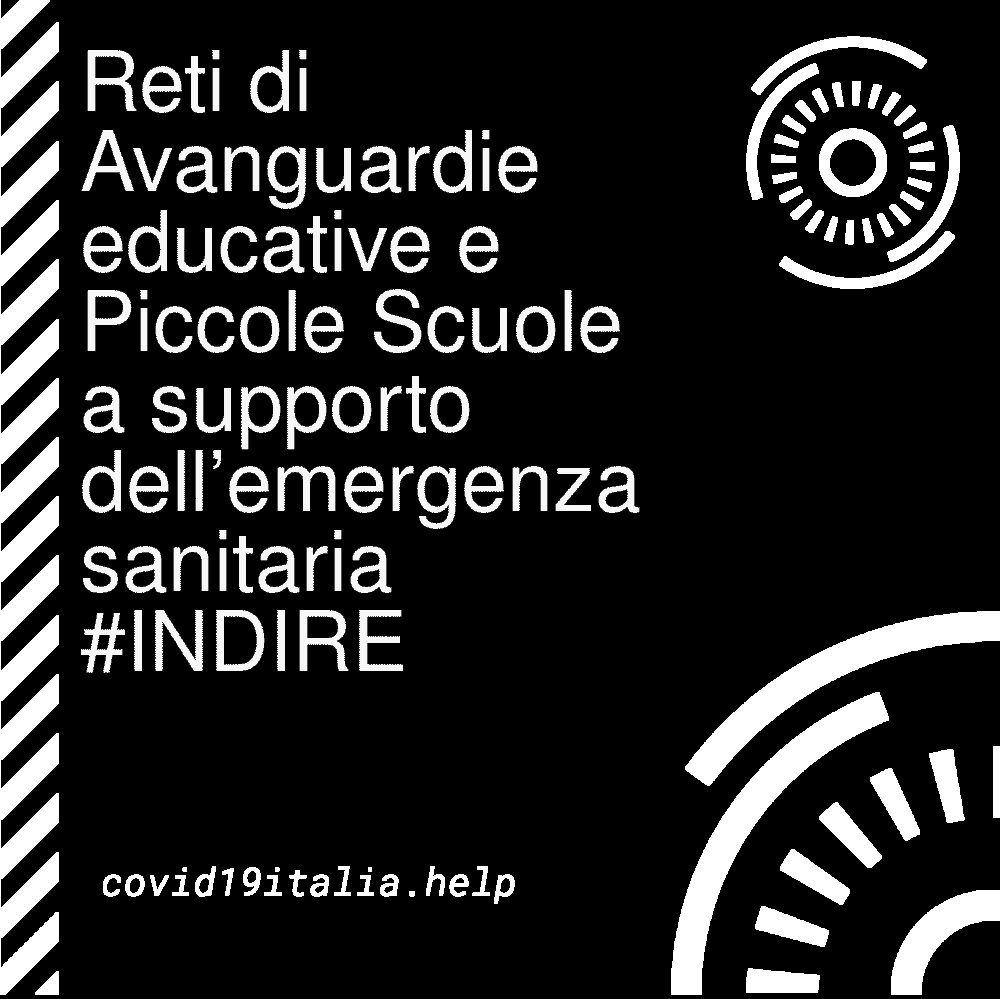 Reti di
Avanguardie
educative e
Piccole Scuole
a supporto
dell’emergenza
sanitaria
#INDIRE
covid19italia.help